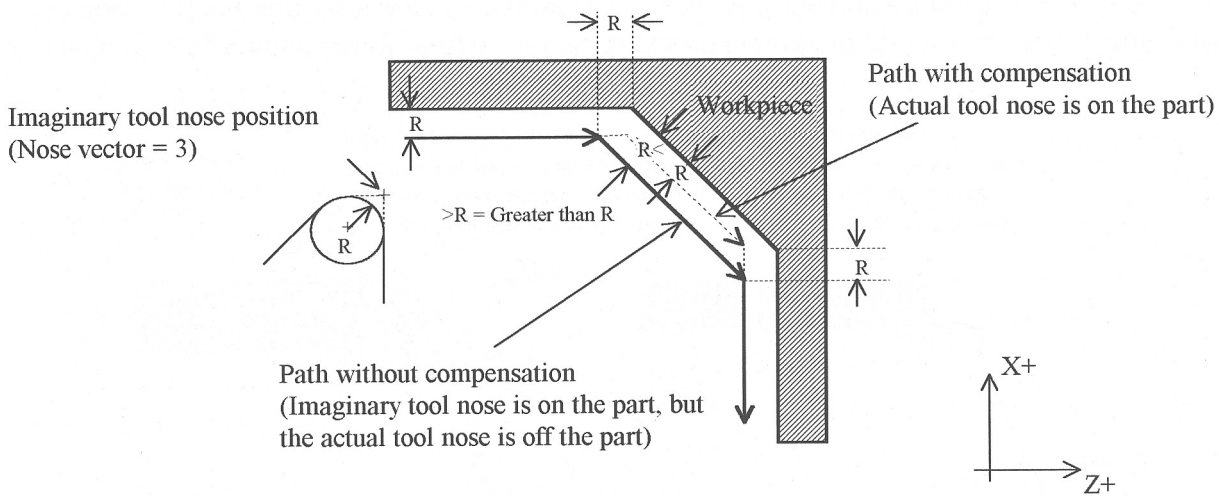 R
Path with compensation
(Actual tool nose is on the part)
Workpiece
Imaginary tool nose position
(Nose vector = 3)
R
R<
R
>R = Greater than R
R
R
Path without compensation
(Imaginary tool nose is on the part, but
the actual tool nose is off the part)
X+
Z+